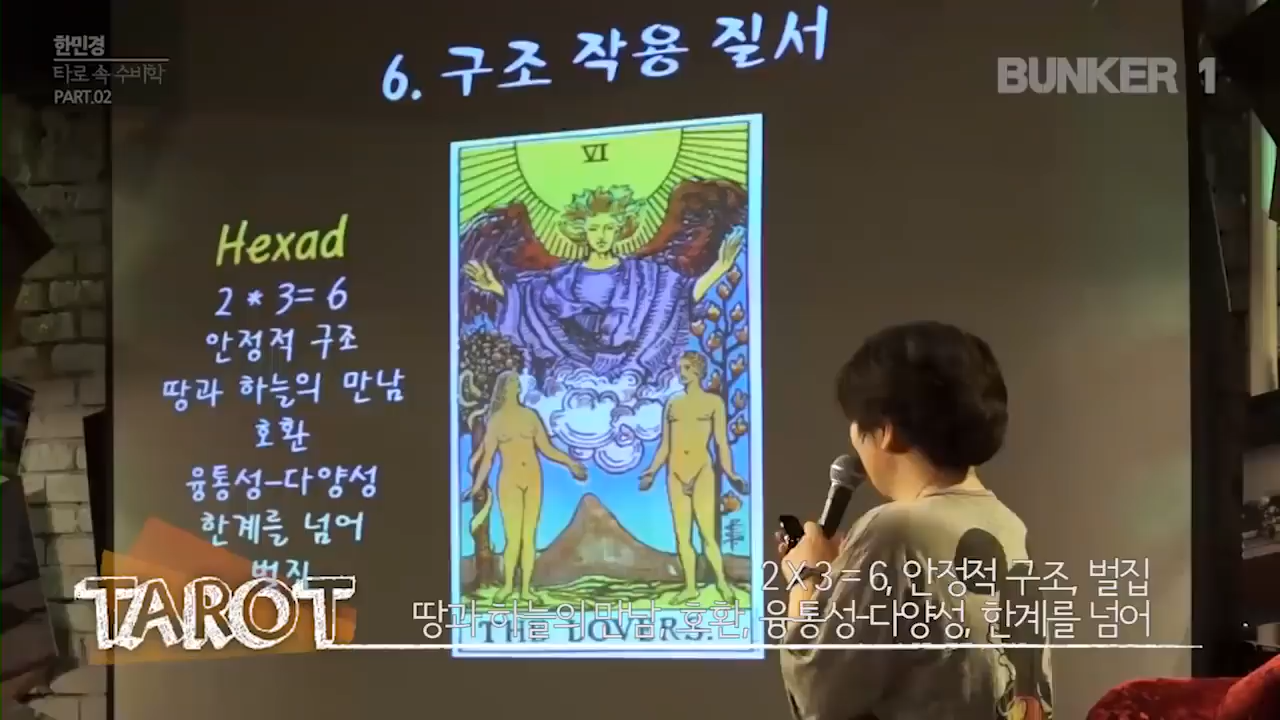 한민경
타로 속 수비학
PART.02
BUNKER 1
6. 구조 작용 질서
VI
Hexad
2 * 3= 6
안정적 구조
땅과 하늘의 만남
호환
융통성-다양성
한계를 넘어
벌집
THE LOVERS.
TAROT
2 X 3 = 6, 안정적 구조, 벌집
땅과 하늘의 만남, 호환, 융통성-다양성, 한계를 넘어